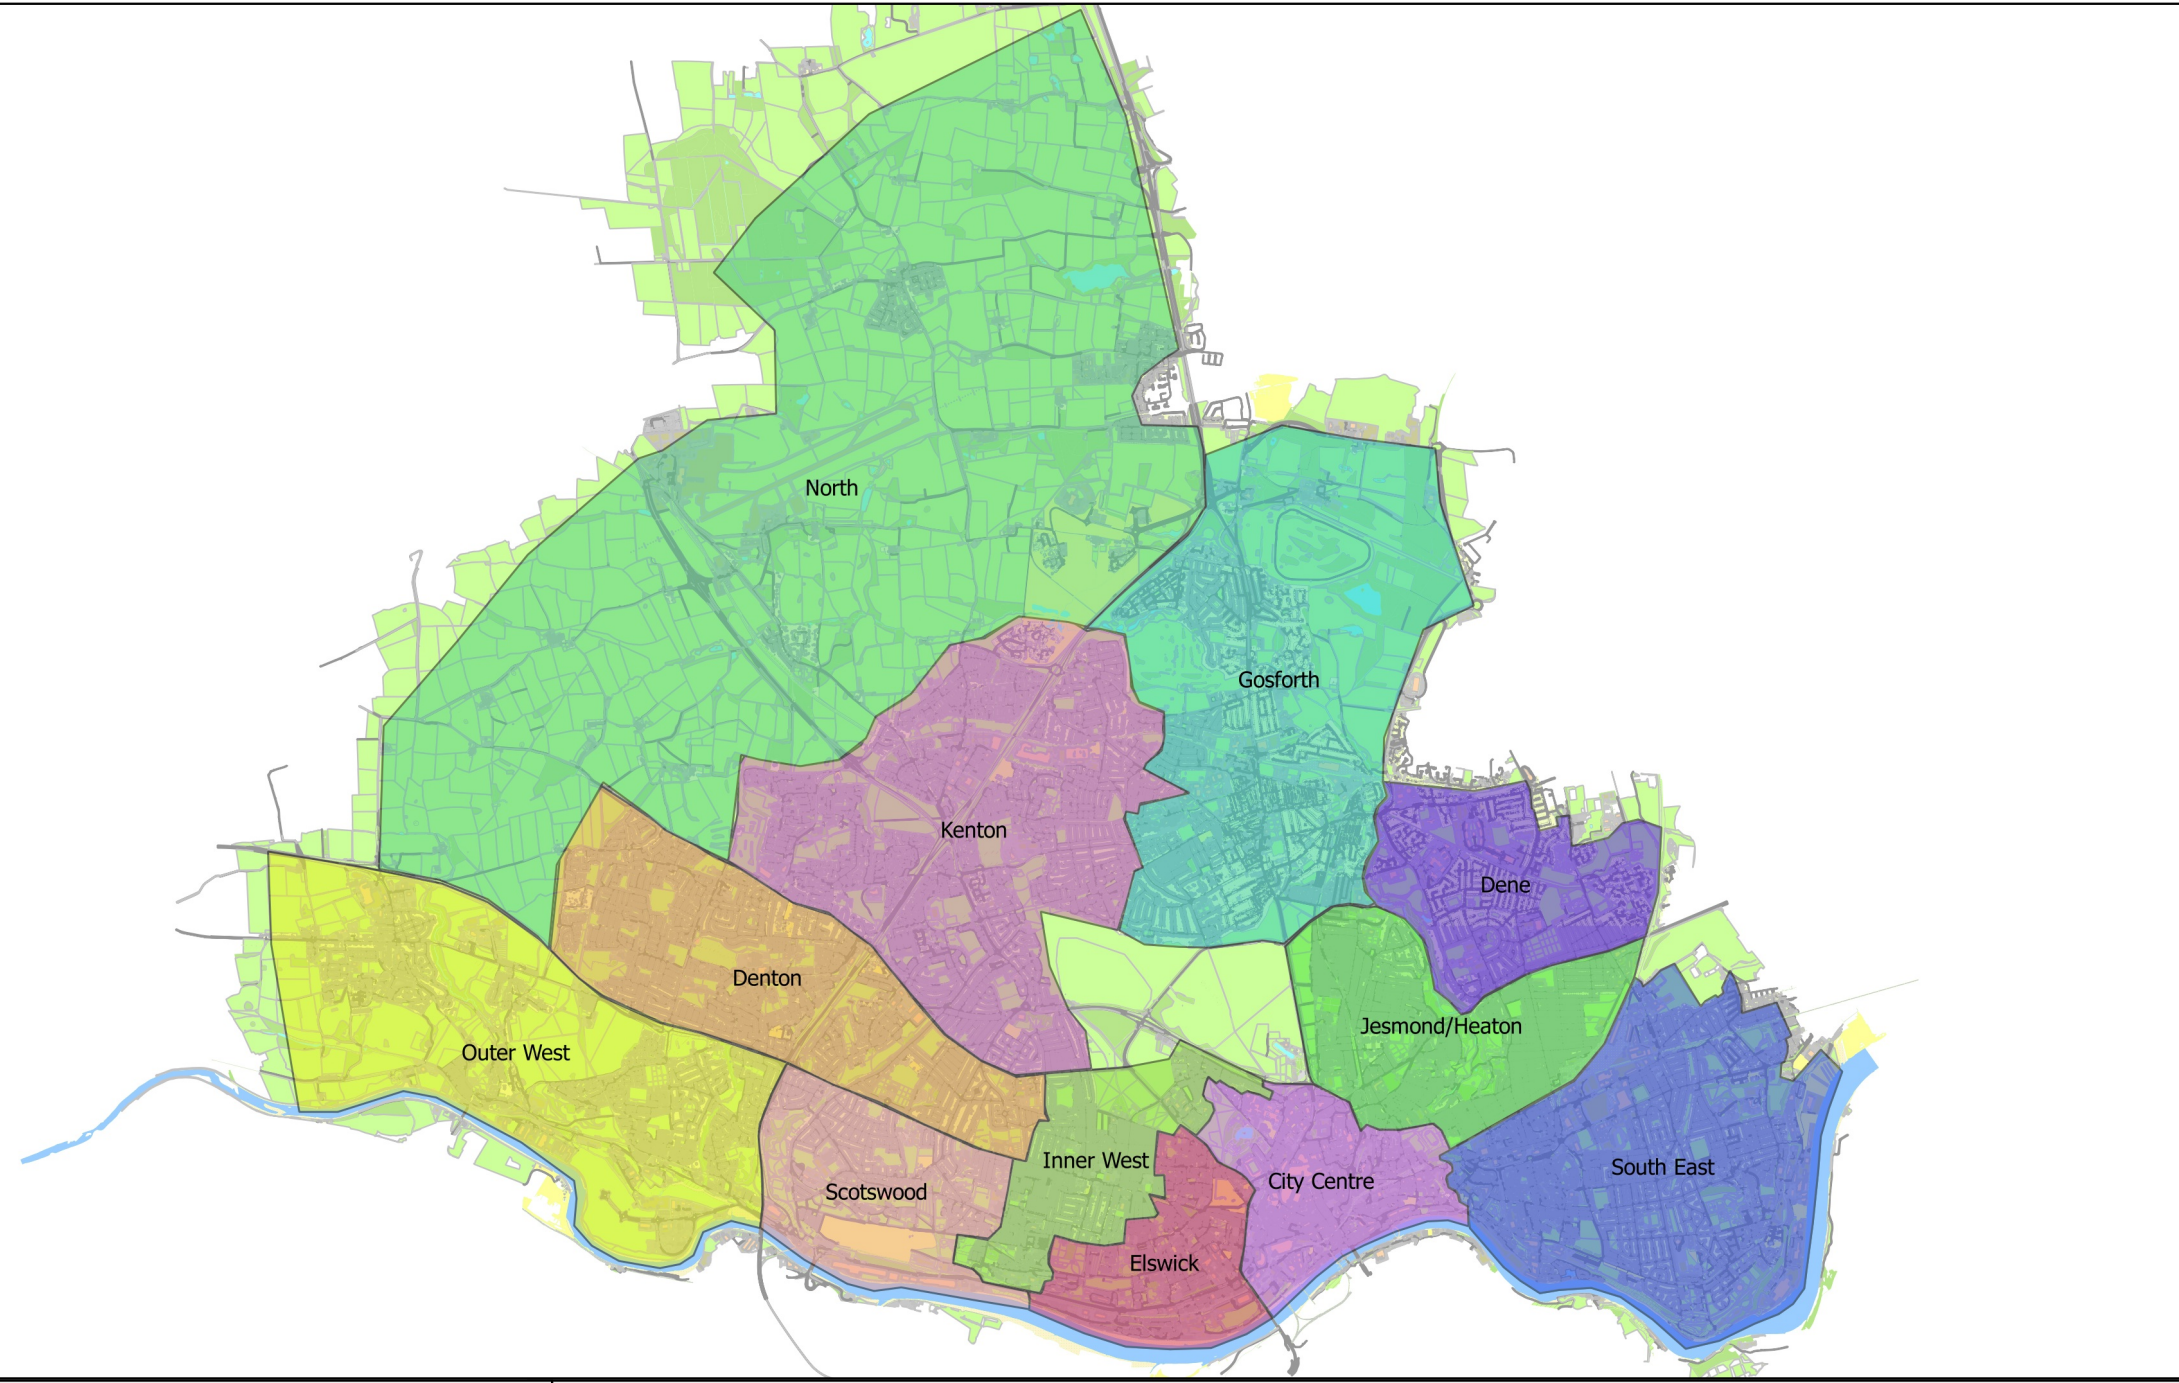 North
Gosforth
Kenton
Dene
Denton
Jesmond/Heaton
Outer West
Inner West
South East
City Centre
Scotswood
Elswick